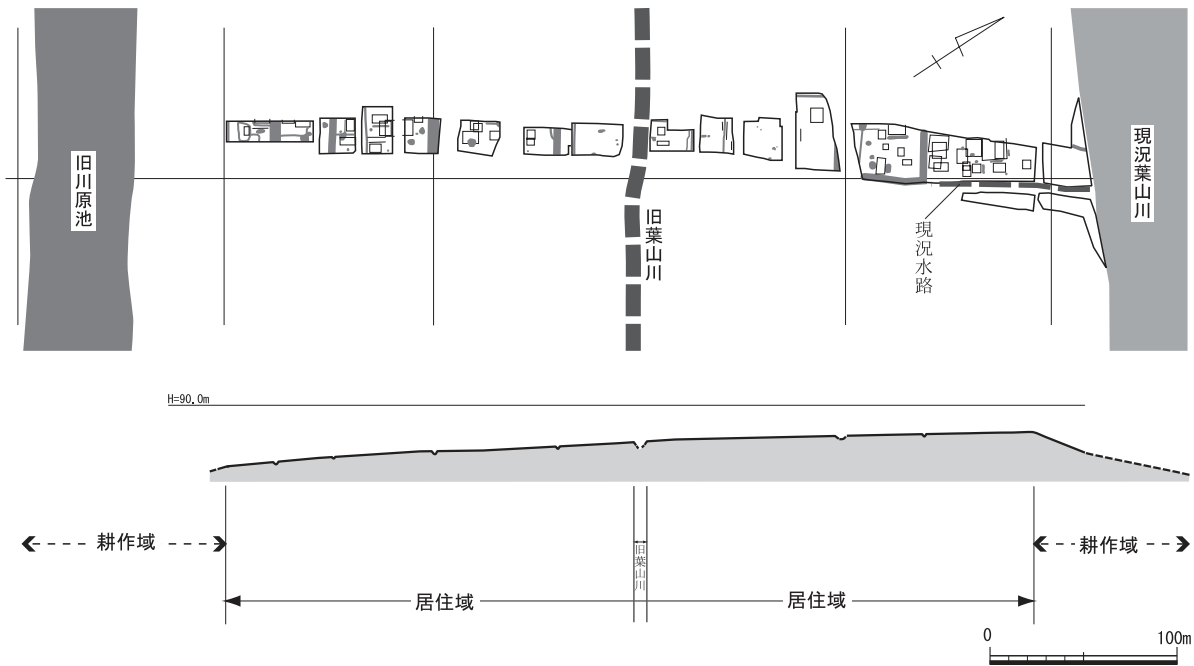 旧川原池
旧葉山川
現況水路
現況葉山川
H=90.0m
耕作域
旧葉山川
耕作域
居住域
居住域
0
100m